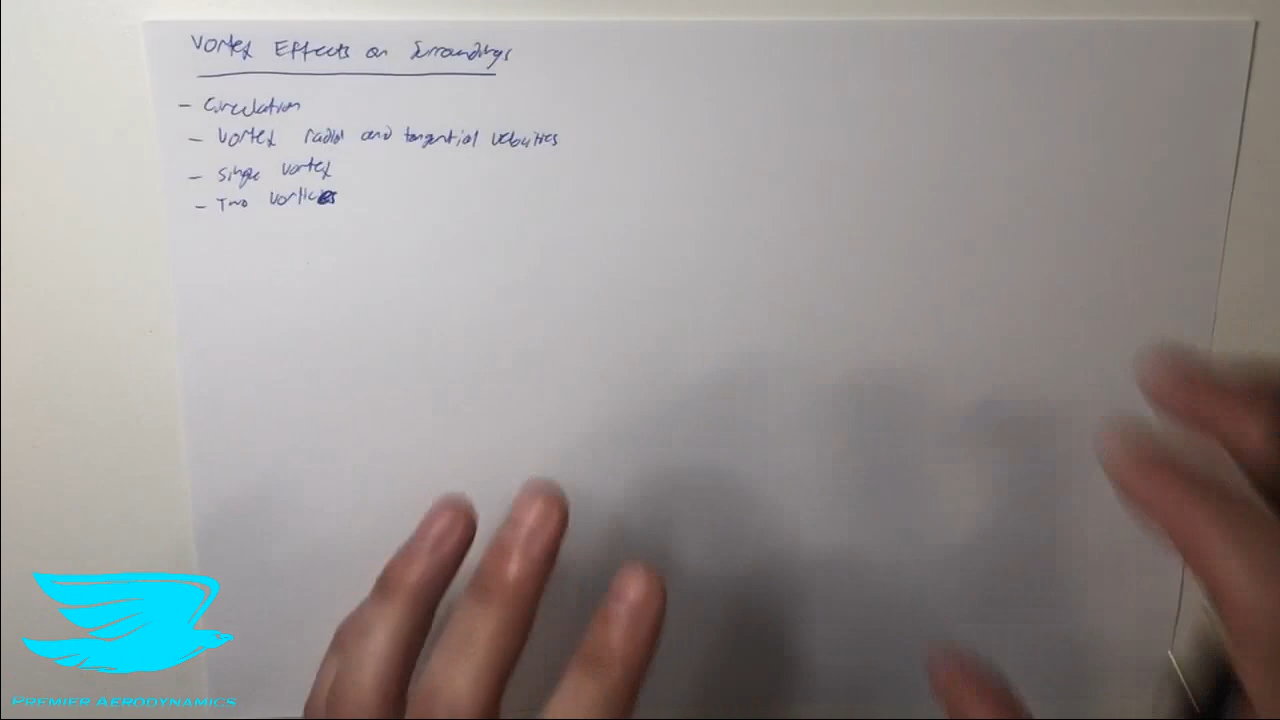 Vortex Effects on Surroundings
- Circulation
- Vortex radial and tangential velocities
- Single vortex
- Two vortices
PREMIER AERODYNAMICS